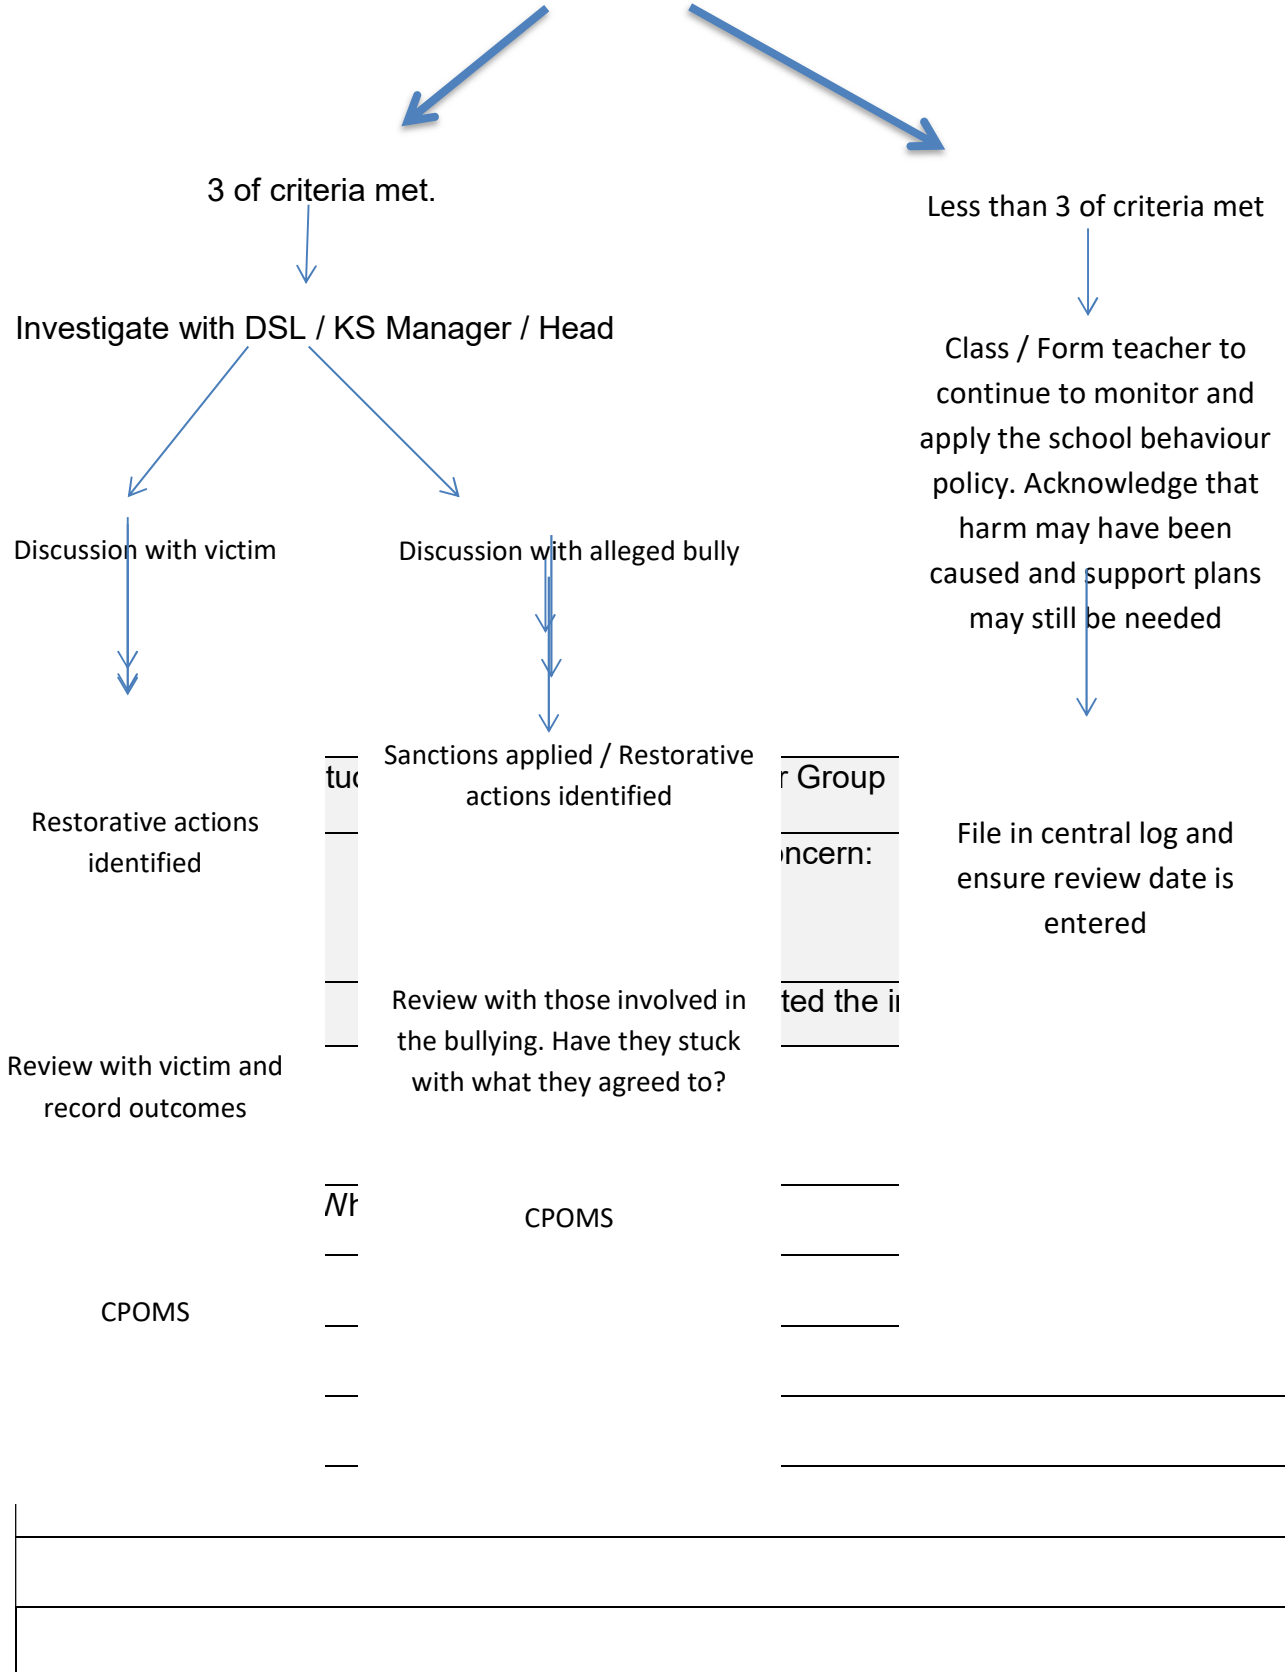 3 of criteria met.
Less than 3 of criteria met
Investigate with DSL / KS Manager / Head
Class / Form teacher to
continue to monitor and
apply the school behaviour
policy. Acknowledge that
harm may have been
caused and support plans
may still be needed
Discussion with victim
Discussion with alleged bully
Sanctions applied / Restorative
actions identified
r Group
Restorative actions
identified
oncern:
File in central log and
ensure review date is
entered
Review with those involved in
the bullying. Have they stuck
with what they agreed to?
ted the
Review with victim and
record outcomes
Wh
CPOMS
CPOMS